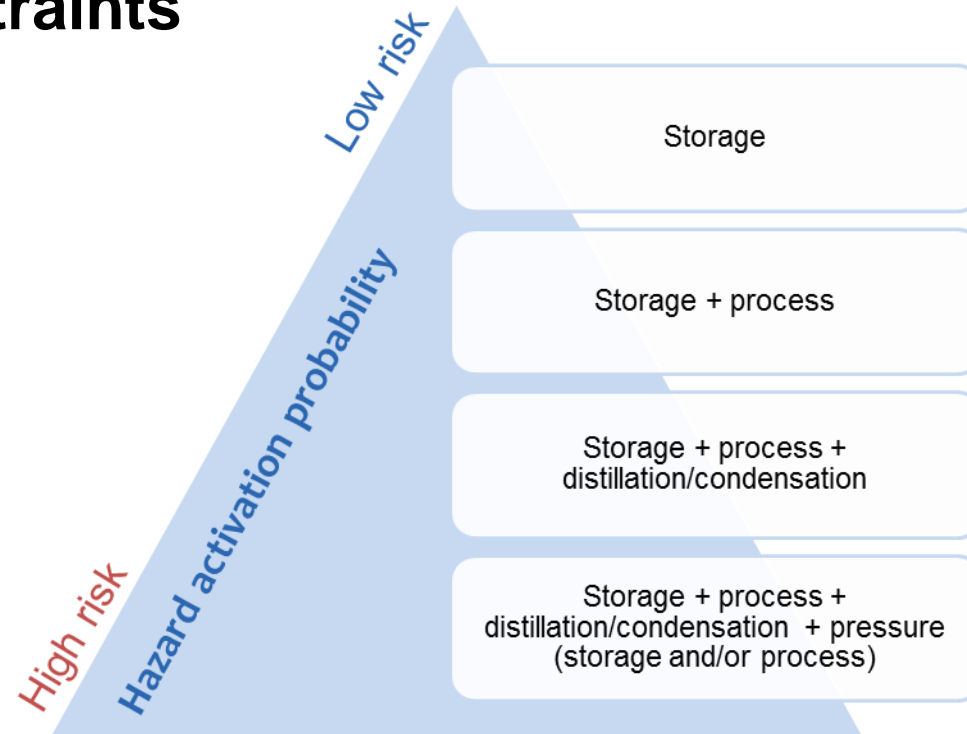 traints
Low risk
Storage
Hazard activation probability
Storage + process
Storage + process +
distillation/condensation
High risk
Storage + process +
distillation/condensation + pressure
(storage and/or process)